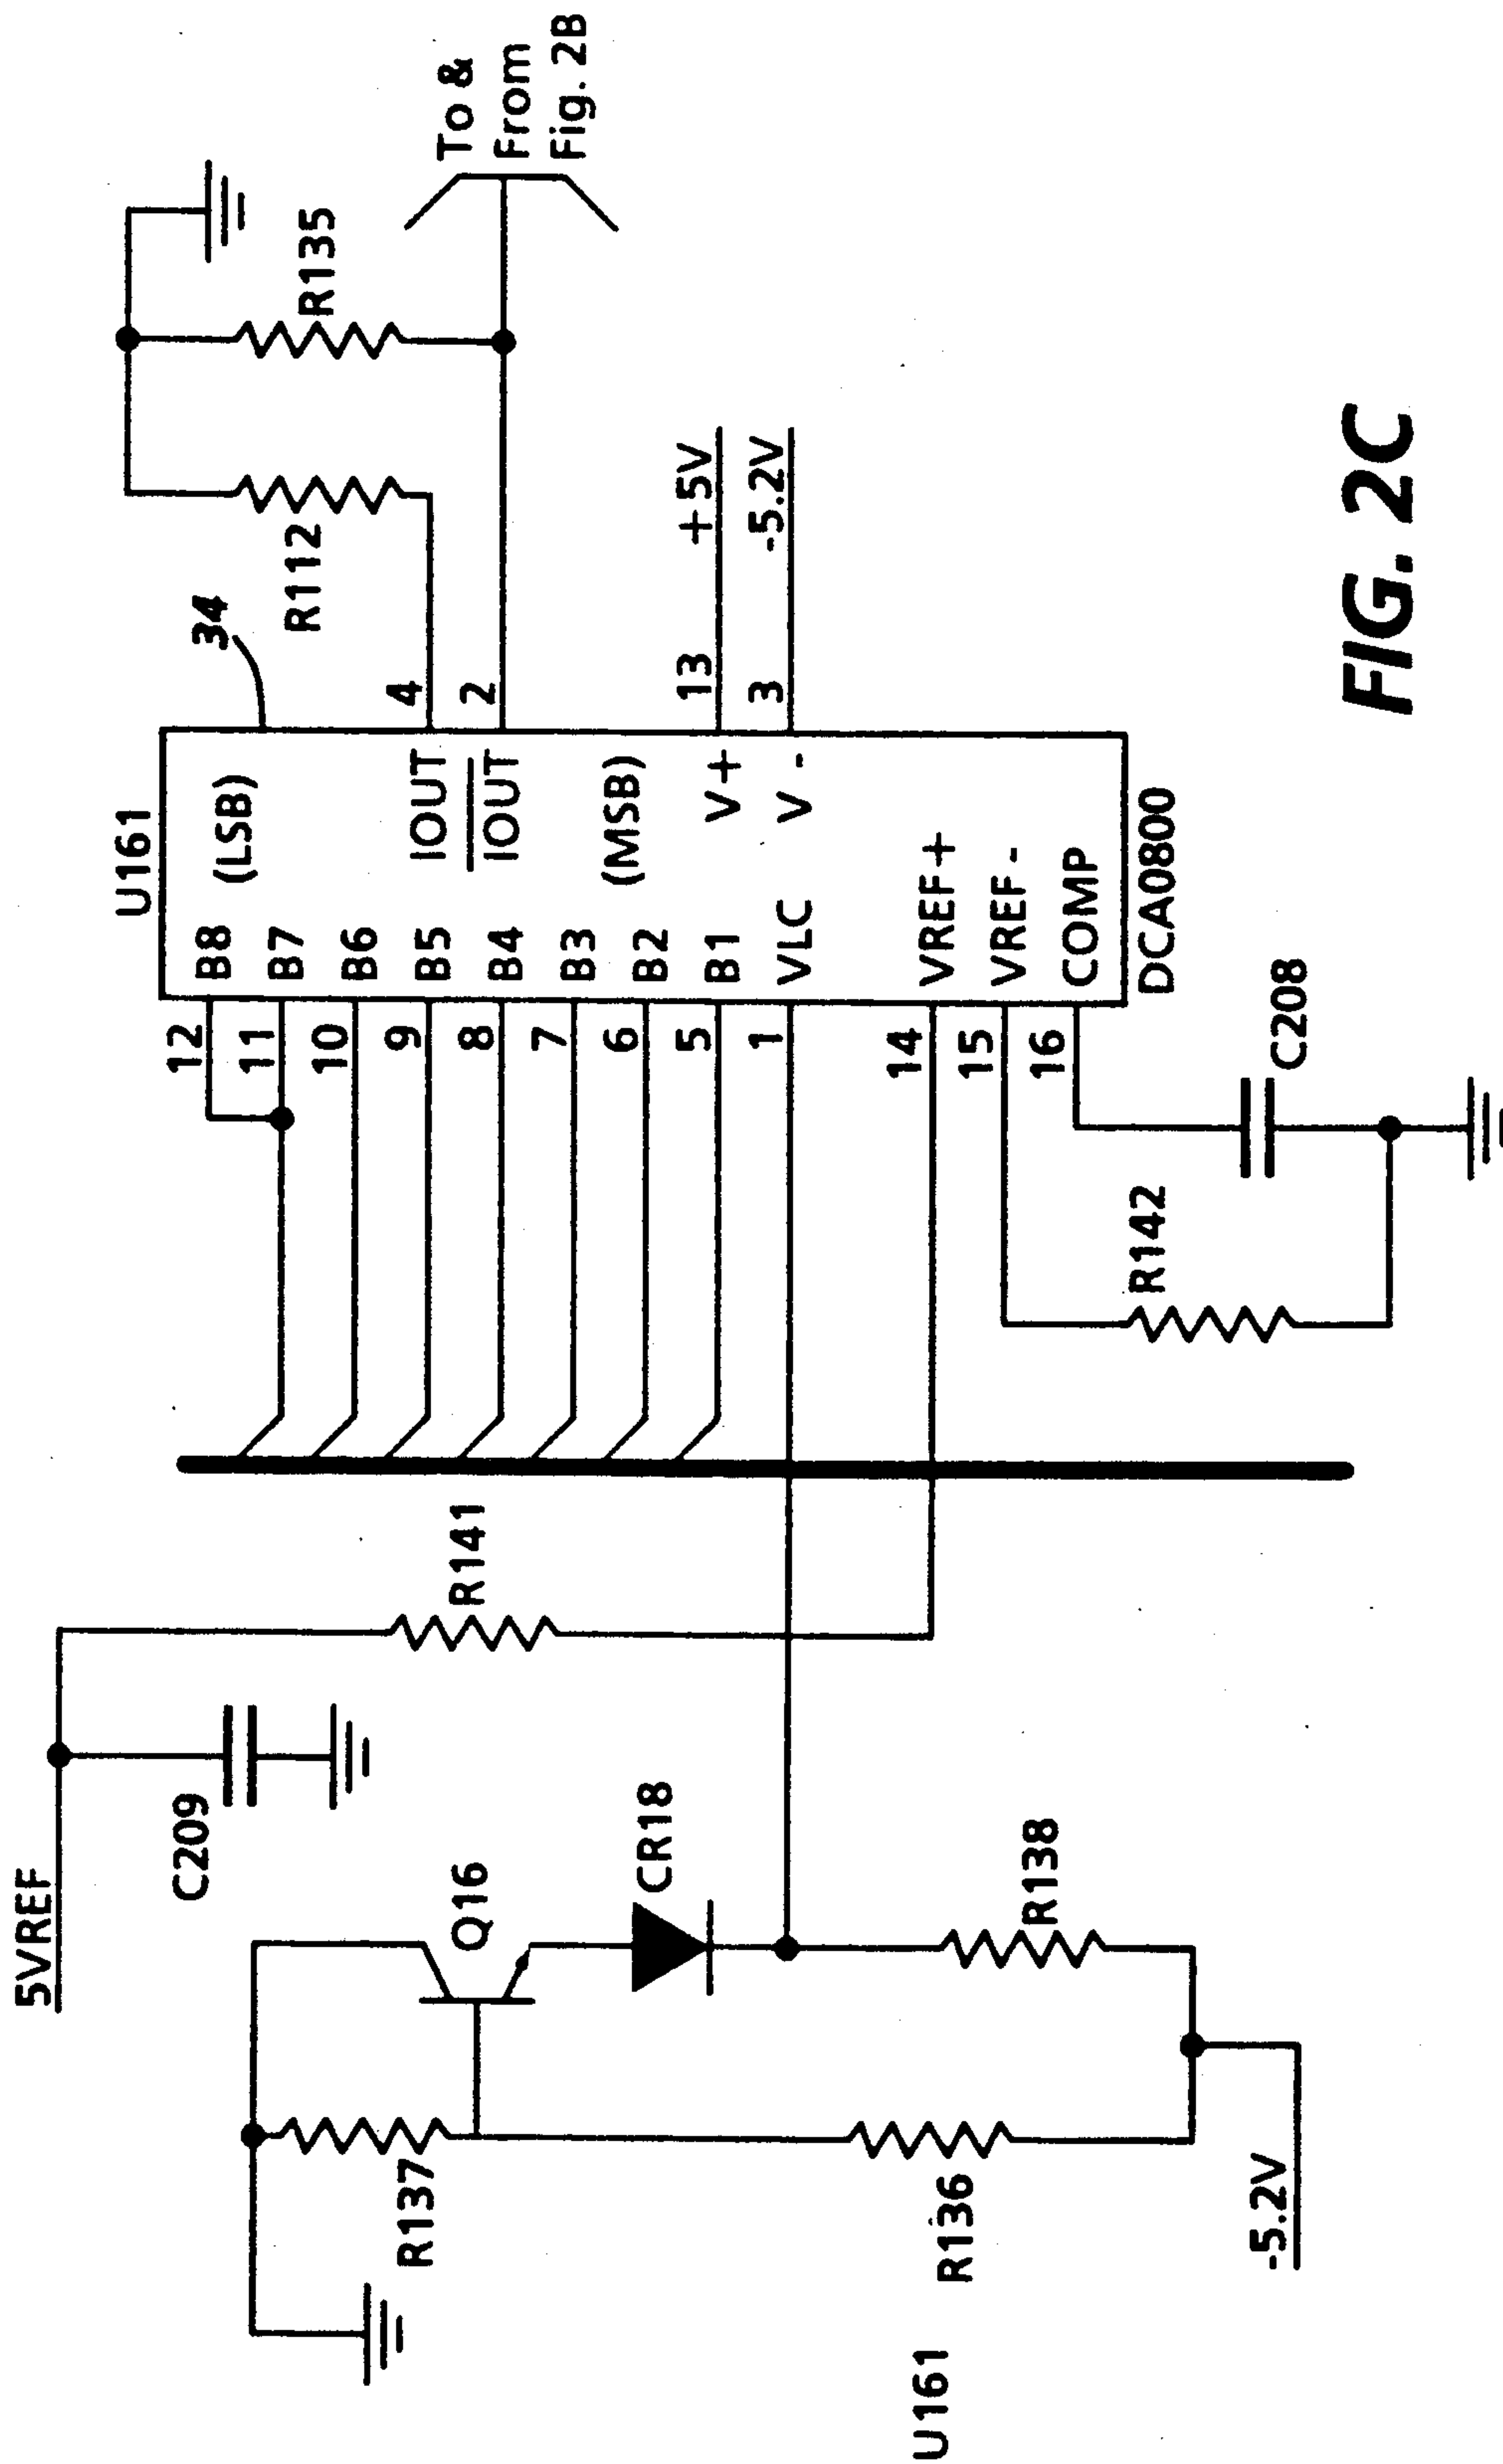 5VREF
C209
R141
Q16
CR18
R137
R136
R138
-5.2V
U161
U161
34
(LSB)
B8
B7
B6
B5
B4
B3
B2
B1
VLC
VREF+
VREF-
COMP
IOUT
IOUT
(MSB)
V+
V-
DCA0800
12
11
10
9
8
7
6
5
1
14
15
16
4
2
13
+5V
3
-5.2V
R112
R135
To &
From
Fig. 2B
R142
C208
FIG. 2C